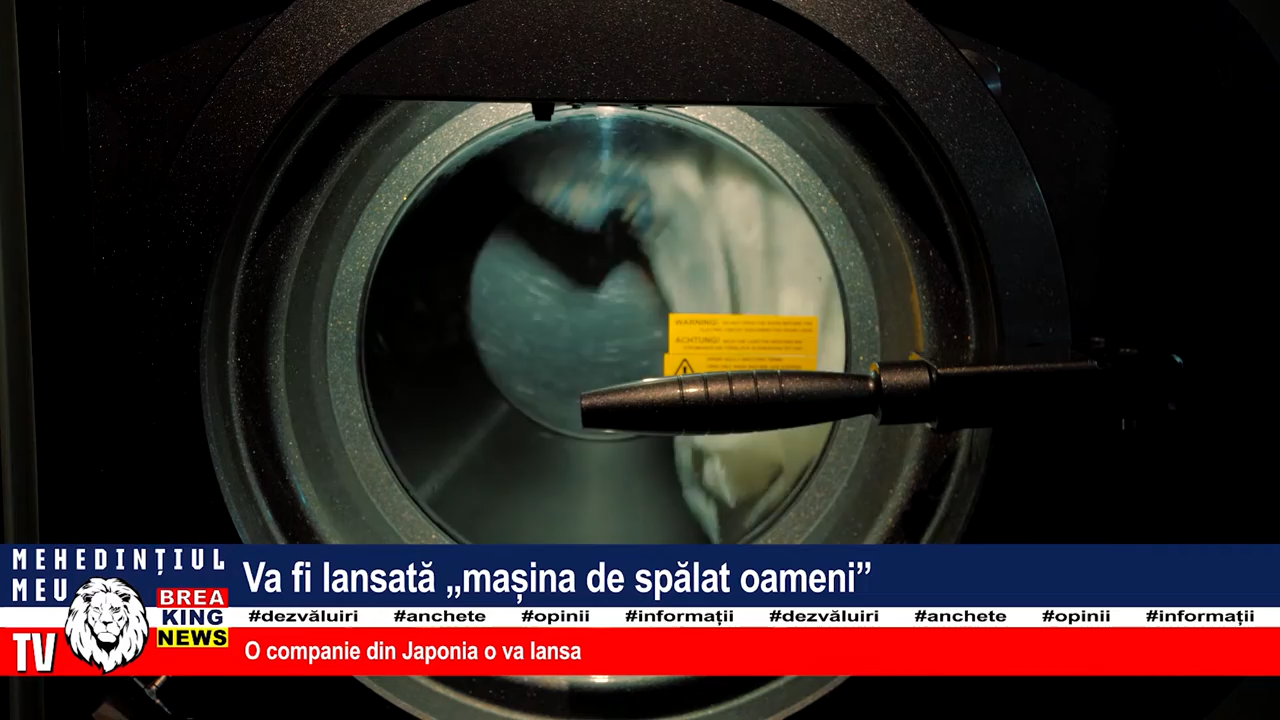 WARNING!
ACHTUNG!
MEHEDINȚIUL
MEU
Va fi lansată „mașina de spălat oameni”
BREA
KING
NEWS
#dezvăluiri #anchete #opinii #informații #dezvăluiri #anchete #opinii #informații
TV
O companie din Japonia o va lansa